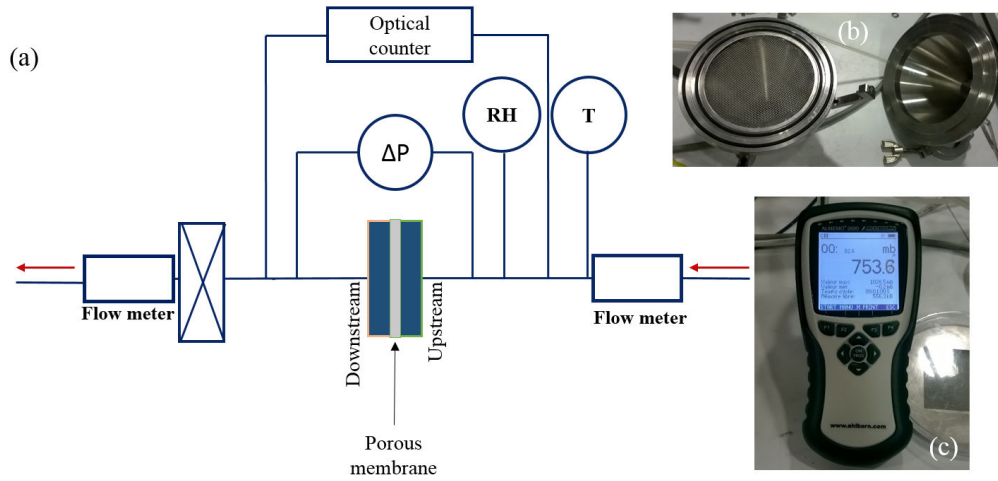 (a)
Optical
counter
(b)
RH
T
ΔP
Flow meter
Downstream
Upstream
Flow meter
Porous
membrane
00:
mb
753.6
www.ahlborn.com
(c)